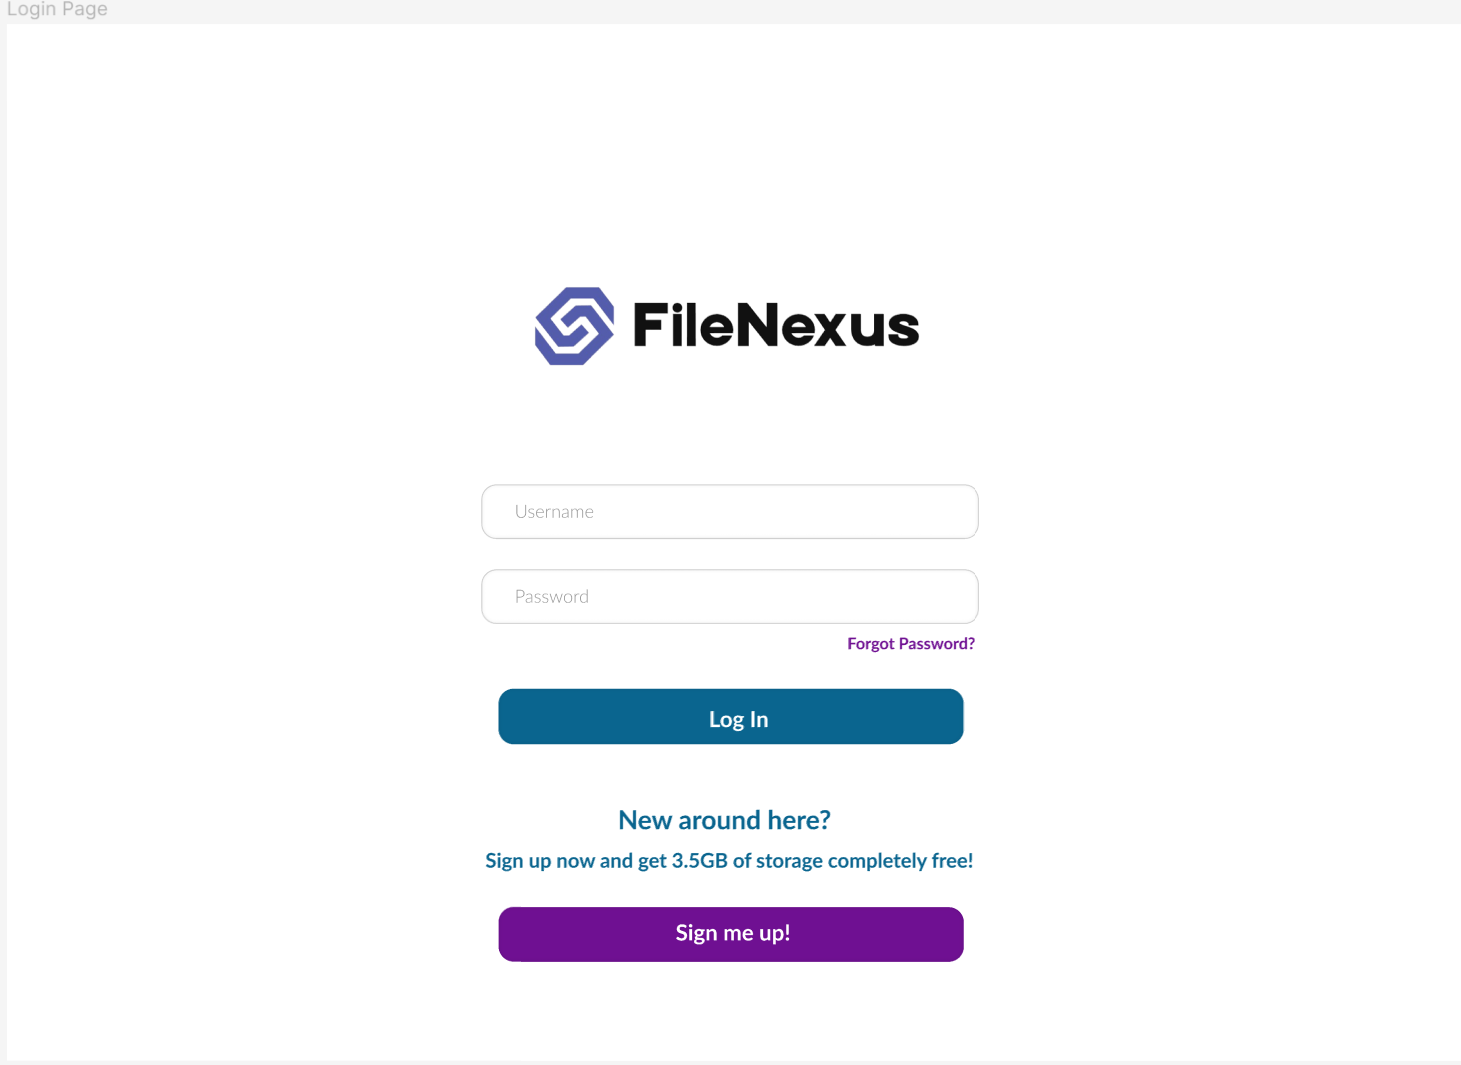 Login Page
FileNexus
Username
Password
Forgot Password?
Log In
New around here?
Sign up now and get 3.5GB of storage completely free!
Sign me up!